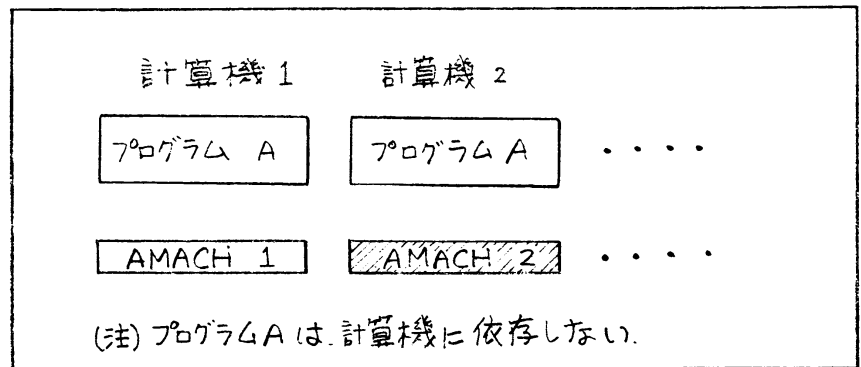 計算機 1 計算機 2
プログラム A プログラム A ・・・・
AMACH 1 AMACH 2 ・・・・
(注) プログラムA は、計算機に依存しない.